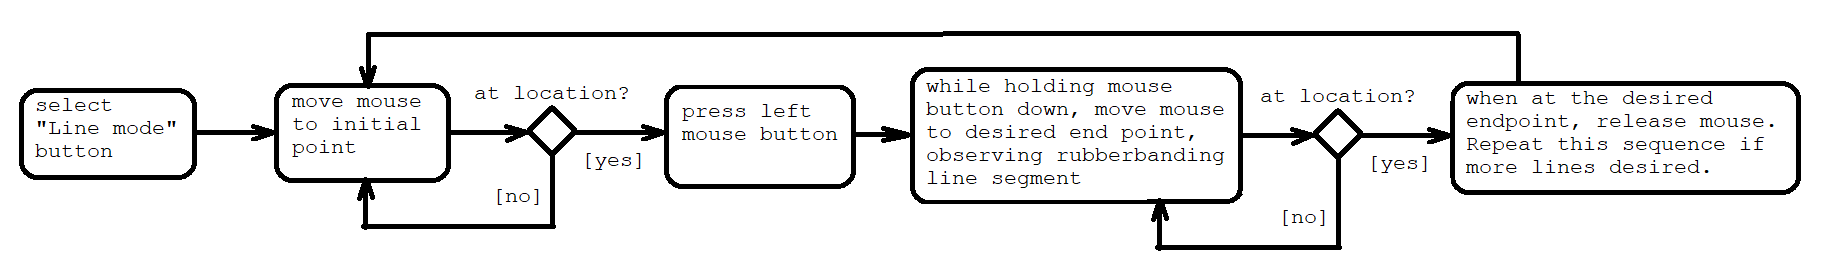 select
"Line mode"
button
move mouse
to initial
point
at location?
[yes]
[no]
press left
mouse button
while holding mouse
button down, move mouse
to desired end point,
observing rubberbanding
line segment
at location?
[yes]
[no]
when at the desired
endpoint, release mouse.
Repeat this sequence if
more lines desired.